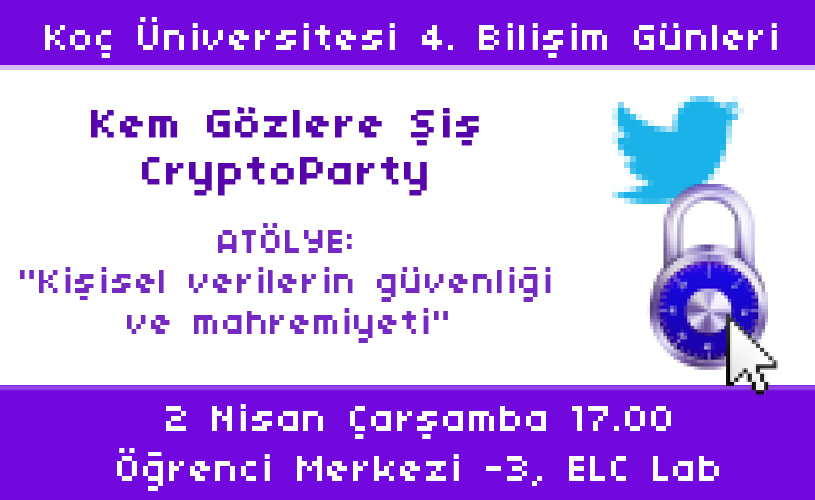 Koç Üniversitesi 4. Bilişim Günleri
Kem Gözlere Şiş
CryptoParty
ATÖLYE:
"Kişisel verilerin güvenliği
ve mahremiyeti"
2 Nisan Çarşamba 17.00
Öğrenci Merkezi -3, ELC Lab